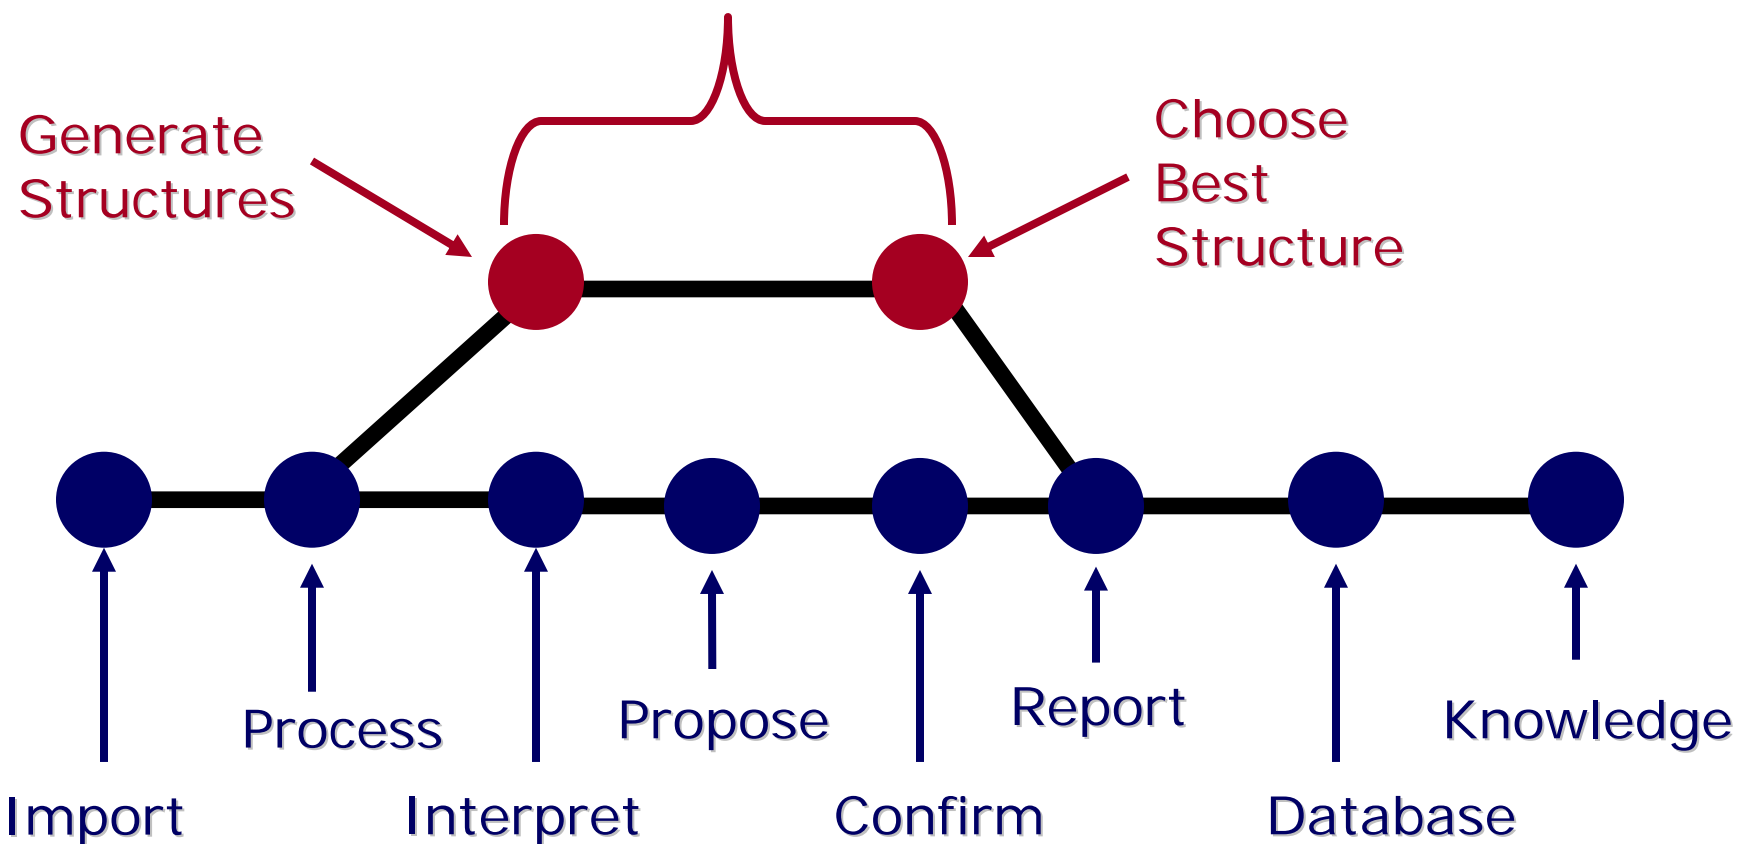 Generate
Structures
Choose
Best
Structure
Process
Propose
Report
Knowledge
Import
Interpret
Confirm
Database